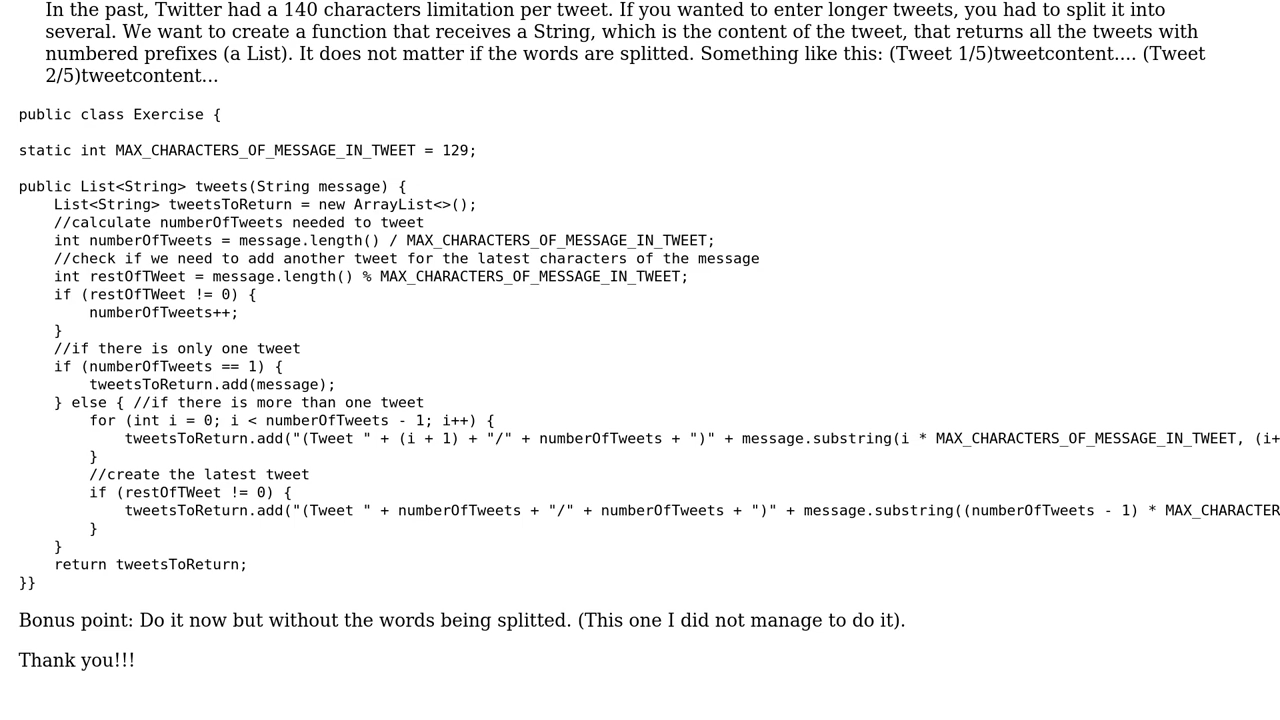 In the past, Twitter had a 140 characters limitation per tweet. If you wanted to enter longer tweets, you had to split it into
several. We want to create a function that receives a String, which is the content of the tweet, that returns all the tweets with
numbered prefixes (a List). It does not matter if the words are splitted. Something like this: (Tweet 1/5)tweetcontent.... (Tweet
2/5)tweetcontent...
public class Exercise {
static int MAX_CHARACTERS_OF_MESSAGE_IN_TWEET = 129;
public List<String> tweets(String message) {
    List<String> tweetsToReturn = new ArrayList<>();
    //calculate numberOfTweets needed to tweet
    int numberOfTweets = message.length() / MAX_CHARACTERS_OF_MESSAGE_IN_TWEET;
    //check if we need to add another tweet for the latest characters of the message
    int restOfTWeet = message.length() % MAX_CHARACTERS_OF_MESSAGE_IN_TWEET;
    if (restOfTWeet != 0) {
        numberOfTweets++;
    }
    //if there is only one tweet
    if (numberOfTweets == 1) {
        tweetsToReturn.add(message);
    } else { //if there is more than one tweet
        for (int i = 0; i < numberOfTweets - 1; i++) {
            tweetsToReturn.add("(Tweet " + (i + 1) + "/" + numberOfTweets + ")" + message.substring(i * MAX_CHARACTERS_OF_MESSAGE_IN_TWEET, (i+
        }
        //create the latest tweet
        if (restOfTWeet != 0) {
            tweetsToReturn.add("(Tweet " + numberOfTweets + "/" + numberOfTweets + ")" + message.substring((numberOfTweets - 1) * MAX_CHARACTER
        }
    }
    return tweetsToReturn;
}}
Bonus point: Do it now but without the words being splitted. (This one I did not manage to do it).
Thank you!!!